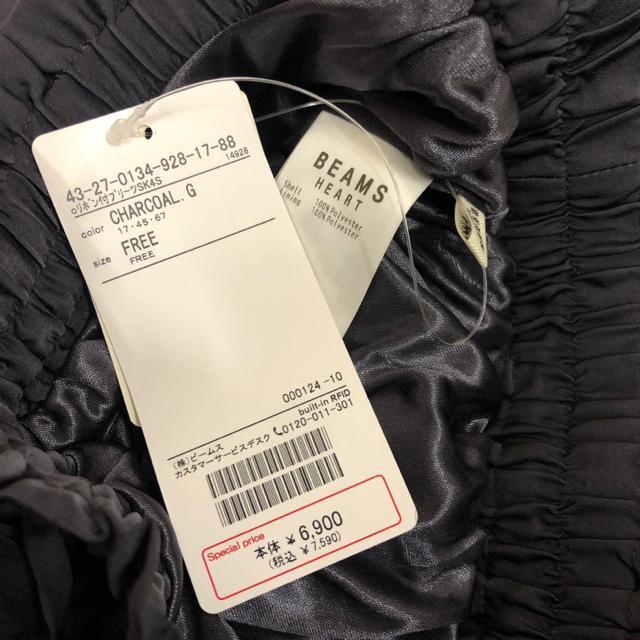 43-27-0134-928-17-88
14928
oリボン付プリーツSK4S
color CHARCOAL. G
17・45・67
size FREE
FREE
000124 -10
built-in RFID
(株)ビームス
カスタマーサービスデスク 0120-011-301
Special price
本体 ¥6,900
(税込 ¥7,590)
BEAMS
HEART
Shell 100%Polyester
100%Polyester